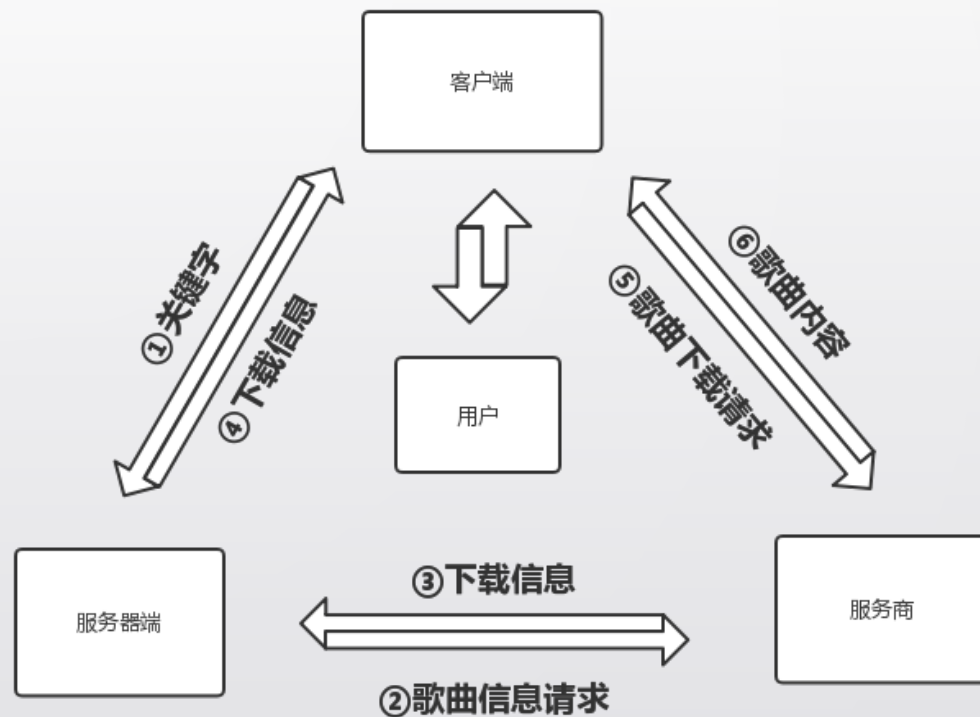 客户端
①关键字
④下载信息
⑥歌曲内容
⑤歌曲下载请求
用户
服务器端
③下载信息
②歌曲信息请求
服务商